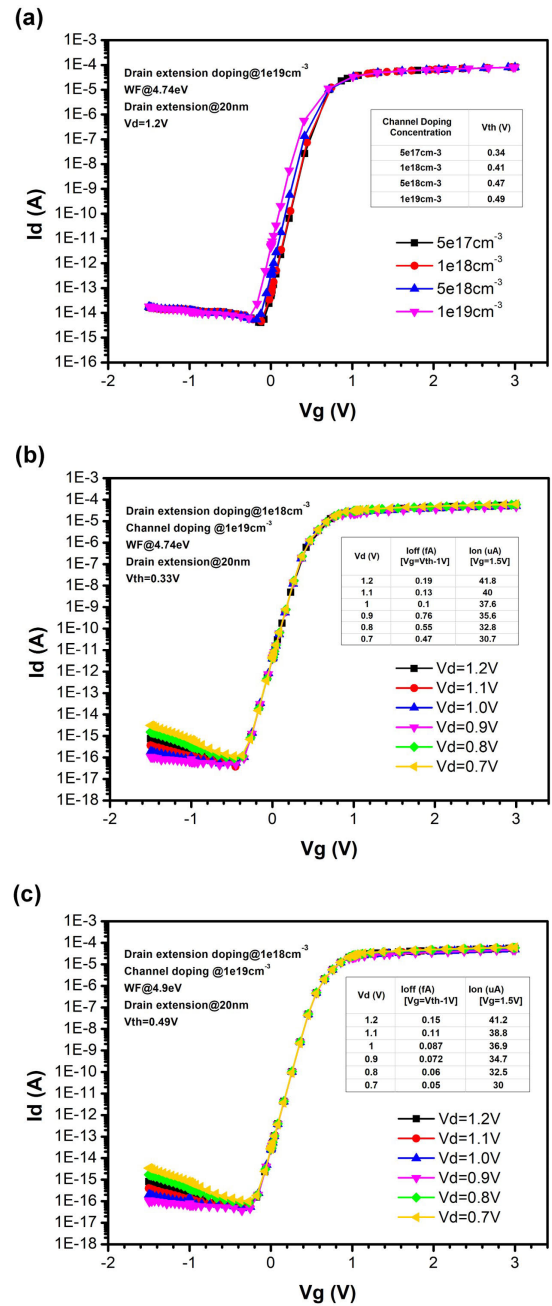 (a)
1E-3
1E-4
1E-5
1E-6
1E-7
1E-8
1E-9
1E-10
1E-11
1E-12
1E-13
1E-14
1E-15
1E-16
Id (A)
Drain extension doping@1e19cm⁻³
WF@4.74eV
Drain extension@20nm
Vd=1.2V
Channel Doping Concentration Vth (V)
5e17cm-3 0.34
1e18cm-3 0.41
5e18cm-3 0.47
1e19cm-3 0.49
5e17cm⁻³
1e18cm⁻³
5e18cm⁻³
1e19cm⁻³
-2 -1 0 1 2 3
Vg (V)
(b)
1E-3
1E-4
1E-5
1E-6
1E-7
1E-8
1E-9
1E-10
1E-11
1E-12
1E-13
1E-14
1E-15
1E-16
1E-17
1E-18
Id (A)
Drain extension doping@1e18cm⁻³
Channel doping @1e19cm⁻³
WF@4.74eV
Drain extension@20nm
Vth=0.33V
Vd (V) Ioff (fA) [Vg=Vth-1V] Ion (uA) [Vg=1.5V]
1.2 0.19 41.8
1.1 0.13 40
1 0.1 37.6
0.9 0.76 35.6
0.8 0.55 32.8
0.7 0.47 30.7
Vd=1.2V
Vd=1.1V
Vd=1.0V
Vd=0.9V
Vd=0.8V
Vd=0.7V
-2 -1 0 1 2 3
Vg (V)
(c)
1E-3
1E-4
1E-5
1E-6
1E-7
1E-8
1E-9
1E-10
1E-11
1E-12
1E-13
1E-14
1E-15
1E-16
1E-17
1E-18
Id (A)
Drain extension doping@1e18cm⁻³
Channel doping @1e19cm⁻³
WF@4.9eV
Drain extension@20nm
Vth=0.49V
Vd (V) Ioff (fA) [Vg=Vth-1V] Ion (uA) [Vg=1.5V]
1.2 0.15 41.2
1.1 0.11 38.8
1 0.087 36.9
0.9 0.072 34.7
0.8 0.06 32.5
0.7 0.05 30
Vd=1.2V
Vd=1.1V
Vd=1.0V
Vd=0.9V
Vd=0.8V
Vd=0.7V
-2 -1 0 1 2 3
Vg (V)